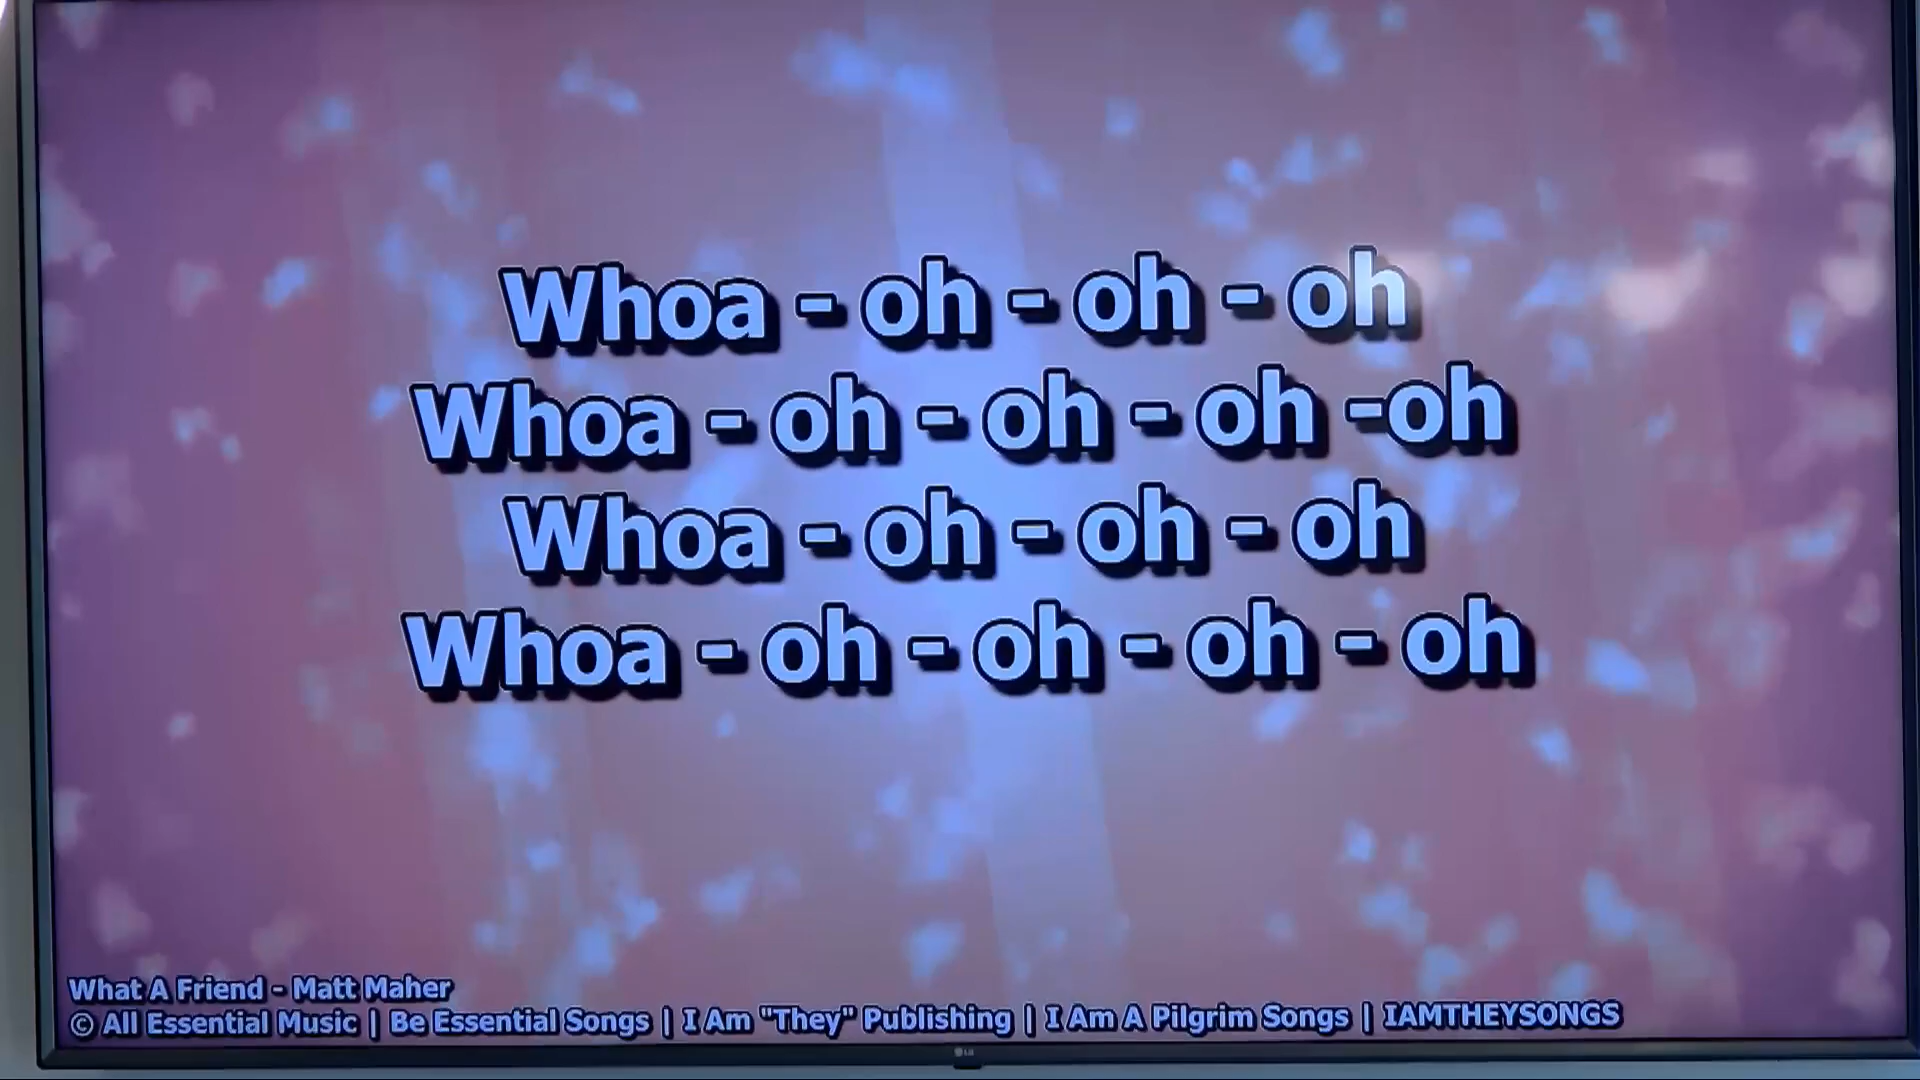 Whoa - oh - oh - oh
Whoa - oh - oh - oh -oh
Whoa - oh - oh - oh
Whoa - oh - oh - oh - oh
What A Friend - Matt Maher
© All Essential Music | Be Essential Songs | I Am "They" Publishing | I Am A Pilgrim Songs | IAMTHEYSONGS
LG